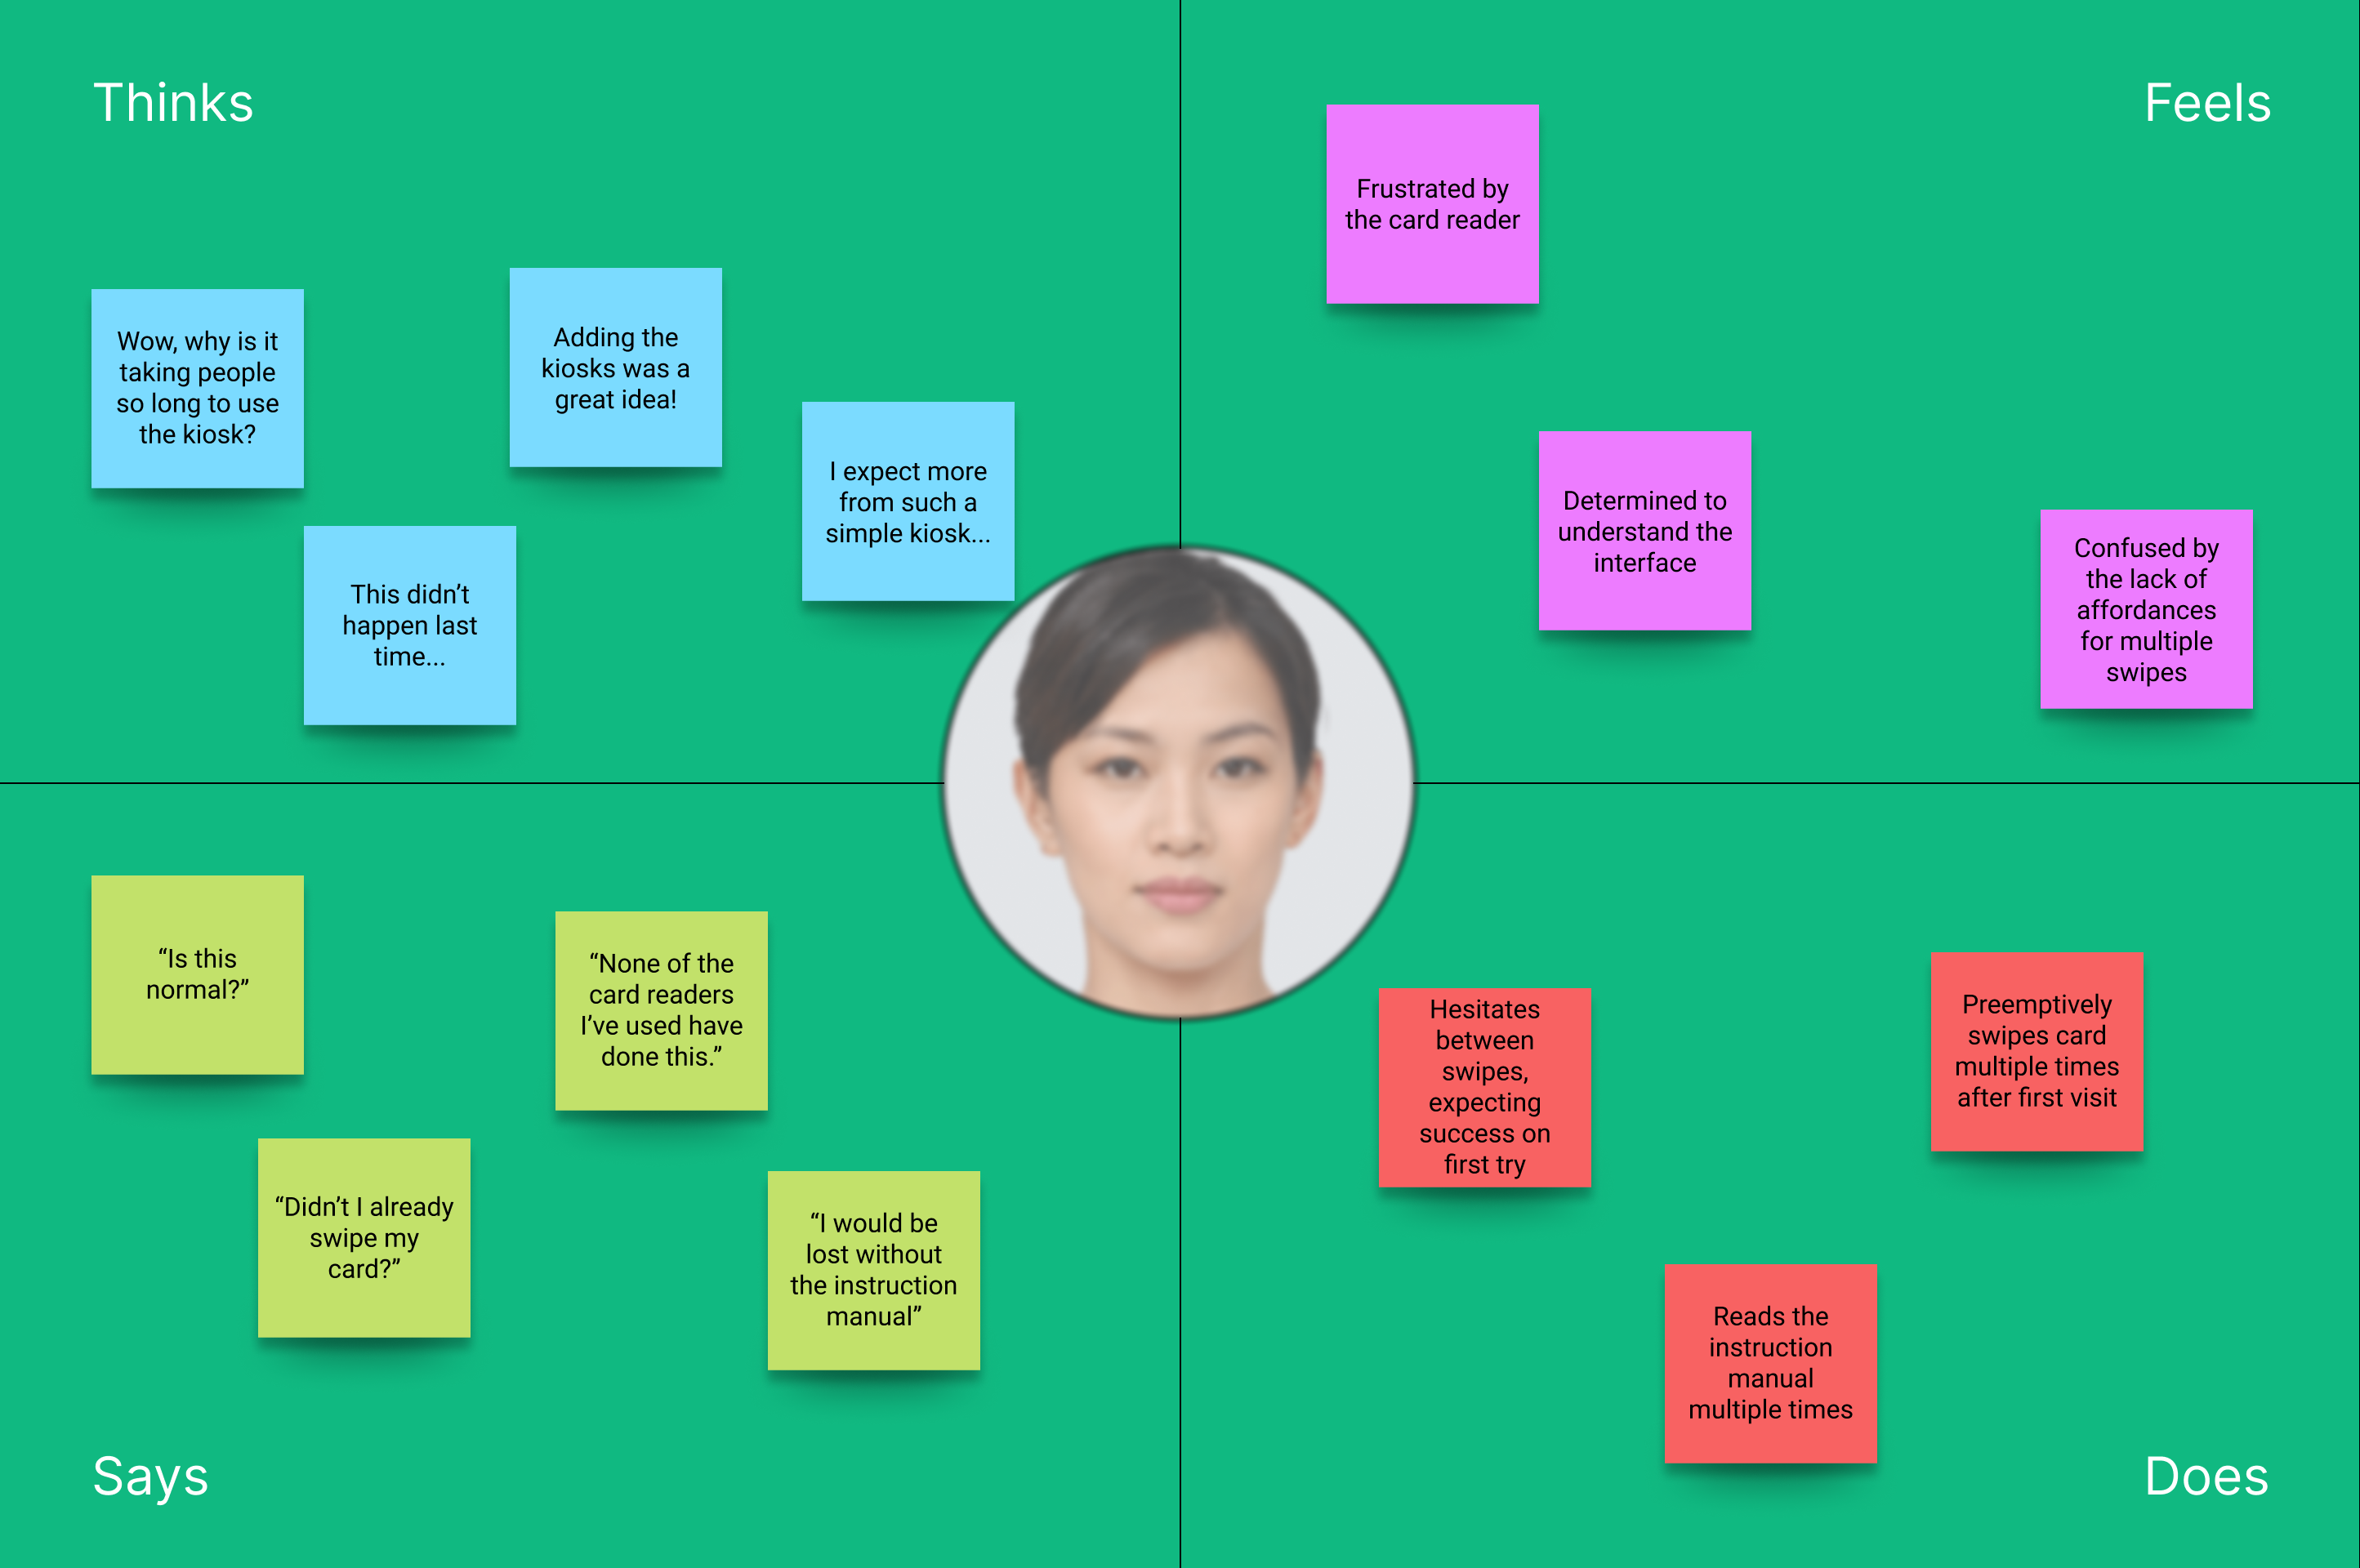 Thinks
Wow, why is it
taking people
so long to use
the kiosk?
Adding the
kiosks was a
great idea!
I expect more
from such a
simple kiosk...
This didn’t
happen last
time...
Feels
Frustrated by
the card reader
Determined to
understand the
interface
Confused by
the lack of
affordances
for multiple
swipes
“Is this
normal?”
“None of the
card readers
I’ve used have
done this.”
“Didn’t I already
swipe my
card?”
“I would be
lost without
the instruction
manual”
Says
Hesitates
between
swipes,
expecting
success on
first try
Preemptively
swipes card
multiple times
after first visit
Reads the
instruction
manual
multiple times
Does